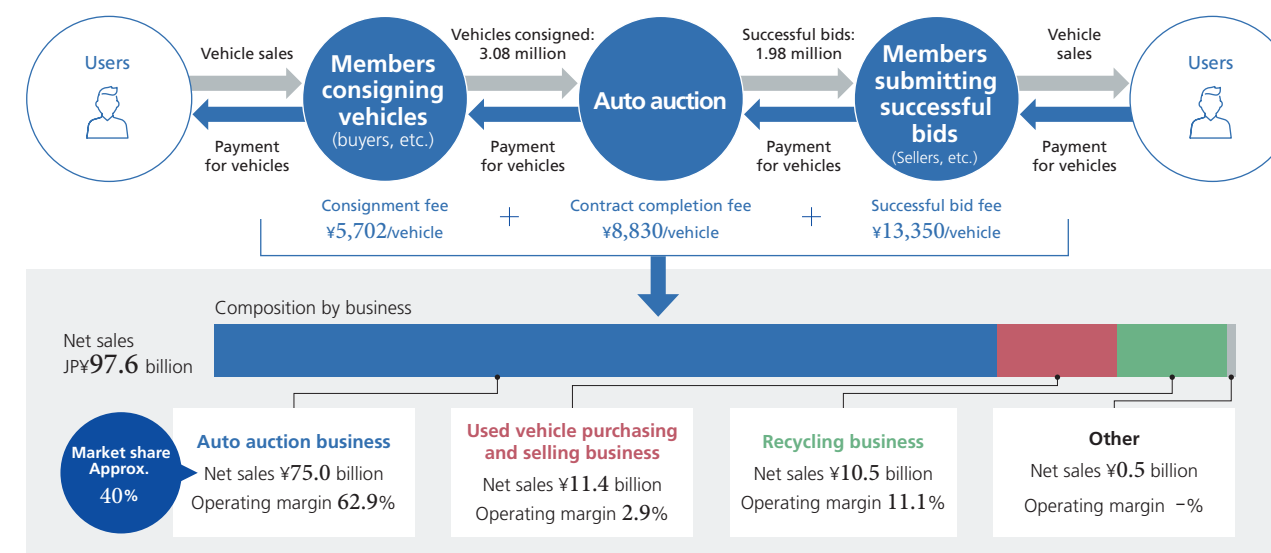 Users
Vehicle sales
Payment
for vehicles
Members
consigning
vehicles
(buyers, etc.)
Vehicles consigned:
3.08 million
Payment
for vehicles
Auto auction
Successful bids:
1.98 million
Payment
for vehicles
Members
submitting
successful
bids
(Sellers, etc.)
Vehicle
sales
Payment
for vehicles
Users
Consignment fee
¥5,702/vehicle
+
Contract completion fee
¥8,830/vehicle
+
Successful bid fee
¥13,350/vehicle
Composition by business
Net sales
JP¥97.6 billion
Market share
Approx.
40%
Auto auction business
Net sales ¥75.0 billion
Operating margin 62.9%
Used vehicle purchasing
and selling business
Net sales ¥11.4 billion
Operating margin 2.9%
Recycling business
Net sales ¥10.5 billion
Operating margin 11.1%
Other
Net sales ¥0.5 billion
Operating margin -%